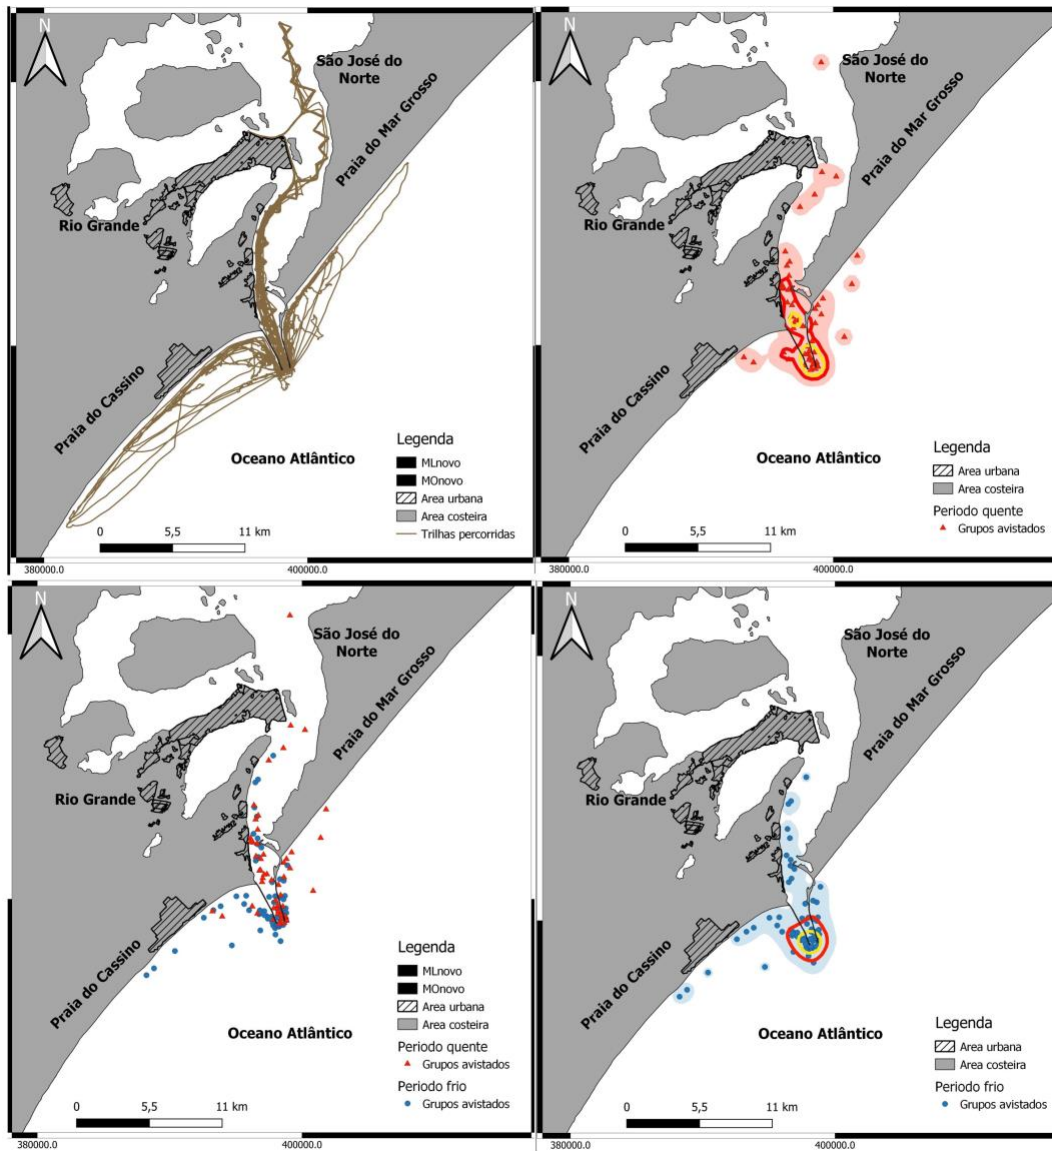 N
São José do
Norte
Praia do Mar Grosso
Rio Grande
Praia do Cassino
Oceano Atlântico
Legenda
MLnovo
MOnovo
Area urbana
Area costeira
Trilhas percorridas
0 5,5 11 km
380000.0 400000.0
N
São José do
Norte
Praia do Mar Grosso
Rio Grande
Praia do Cassino
Oceano Atlântico
Legenda
Area urbana
Area costeira
Periodo quente
Grupos avistados
0 5,5 11 km
380000.0 400000.0
N
São José do
Norte
Praia do Mar Grosso
Rio Grande
Praia do Cassino
Oceano Atlântico
Legenda
MLnovo
MOnovo
Area urbana
Area costeira
Periodo quente
Grupos avistados
Periodo frio
Grupos avistados
0 5,5 11 km
380000.0 400000.0
N
São José do
Norte
Praia do Mar Grosso
Rio Grande
Praia do Cassino
Oceano Atlântico
Legenda
Area urbana
Area costeira
Periodo frio
Grupos avistados
0 5,5 11 km
380000.0 400000.0